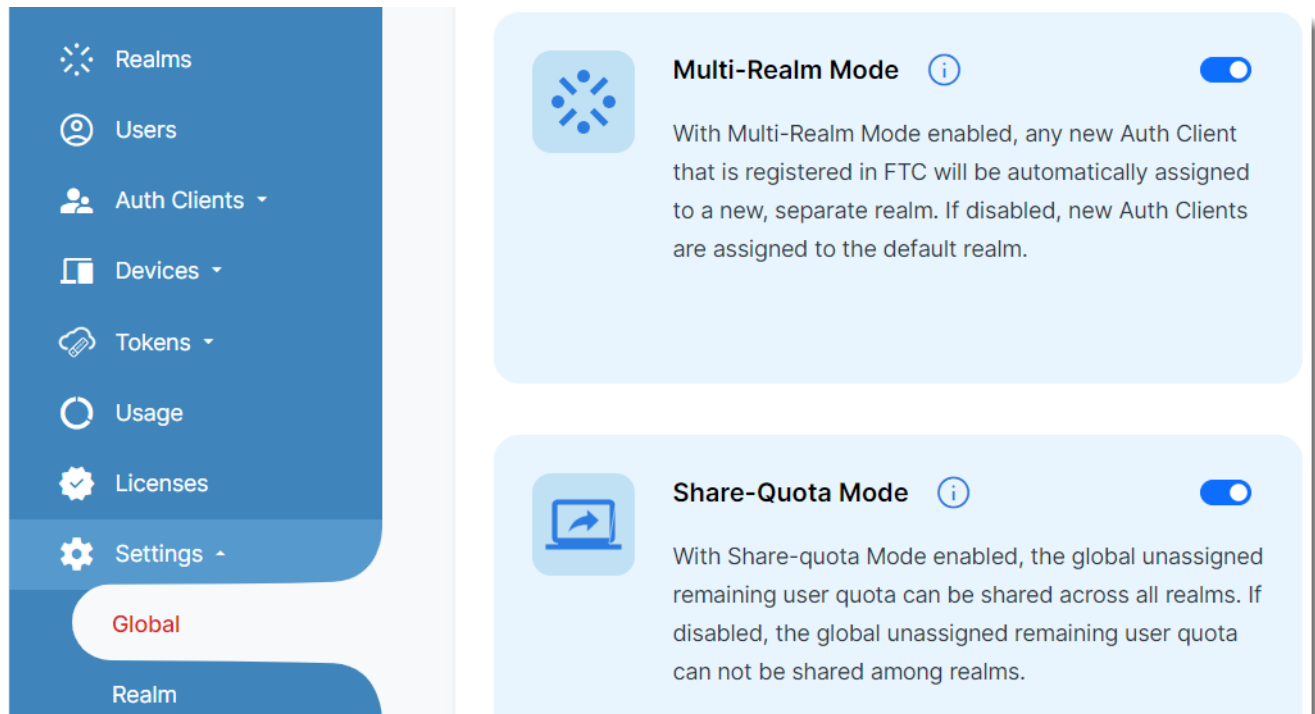 Realms
Users
Auth Clients
Devices
Tokens
Usage
Licenses
Settings
Global
Realm
Multi-Realm Mode
With Multi-Realm Mode enabled, any new Auth Client
that is registered in FTC will be automatically assigned
to a new, separate realm. If disabled, new Auth Clients
are assigned to the default realm.
Share-Quota Mode
With Share-quota Mode enabled, the global unassigned
remaining user quota can be shared across all realms. If
disabled, the global unassigned remaining user quota
can not be shared among realms.